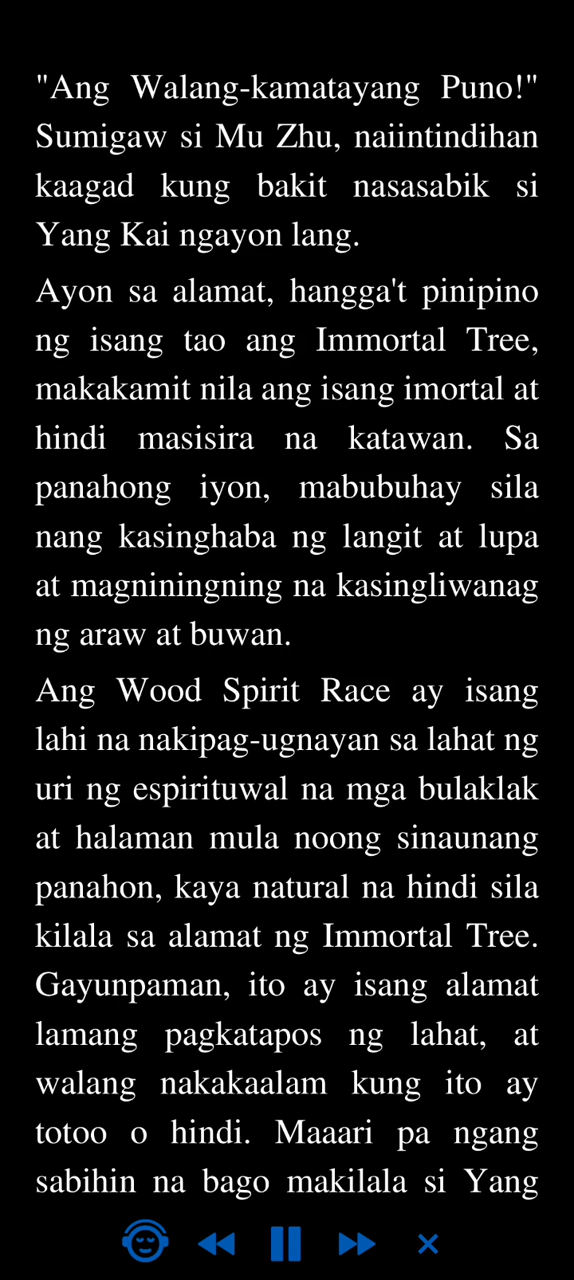 "Ang Walang-kamatayang Puno!"
Sumigaw si Mu Zhu, naiintindihan
kaagad kung bakit nasasabik si
Yang Kai ngayon lang.
Ayon sa alamat, hangga't pinipino
ng isang tao ang Immortal Tree,
makakamit nila ang isang imortal at
hindi masisira na katawan. Sa
panahong iyon, mabubuhay sila
nang kasinghaba ng langit at lupa
at magniningning na kasingliwanag
ng araw at buwan.
Ang Wood Spirit Race ay isang
lahi na nakipag-ugnayan sa lahat ng
uri ng espirituwal na mga bulaklak
at halaman mula noong sinaunang
panahon, kaya natural na hindi sila
kilala sa alamat ng Immortal Tree.
Gayunpaman, ito ay isang alamat
lamang pagkatapos ng lahat, at
walang nakakaalam kung ito ay
totoo o hindi. Maaari pa ngang
sabihin na bago makilala si Yang